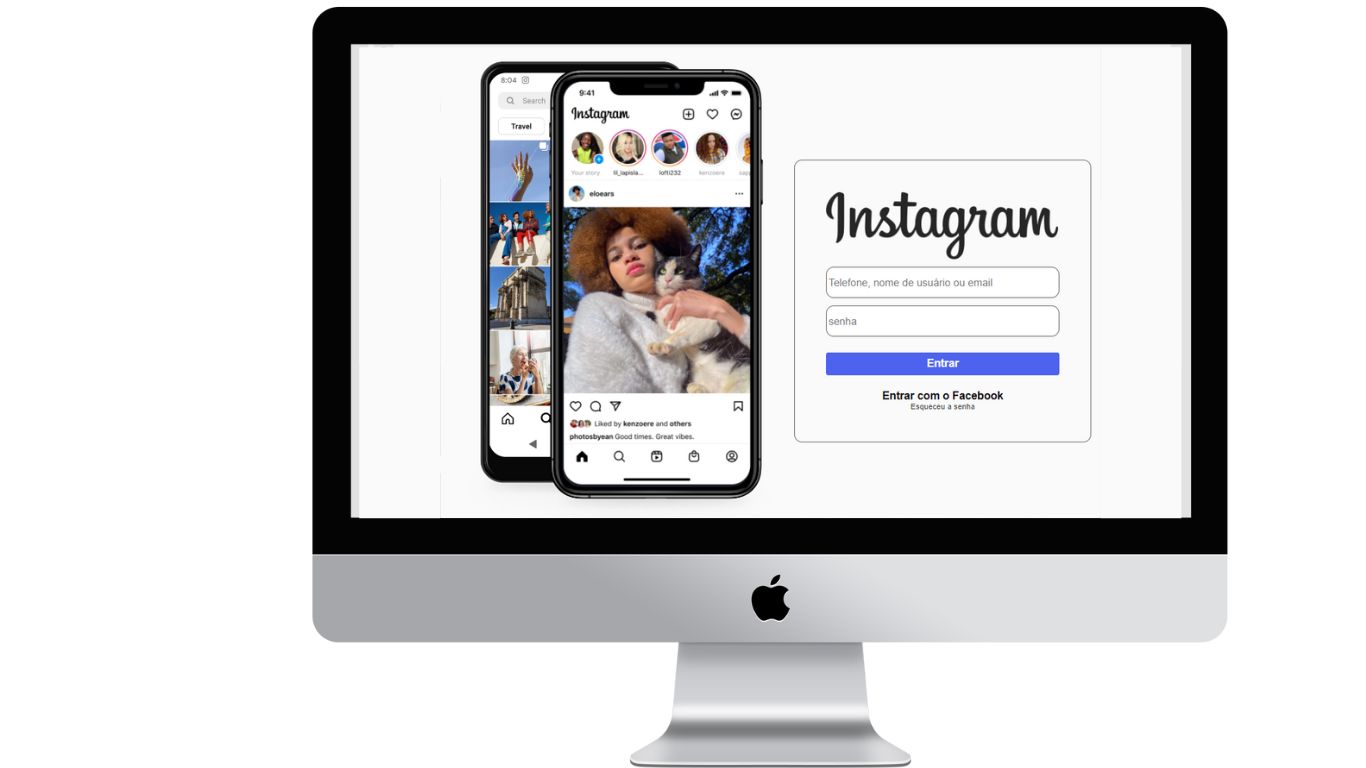 8:04
Search
Travel
9:41
Instagram
Your story
lil_lapisla...
lofti232
kenzoere
sapp
eloears
Liked by kenzoere and others
photosbyean Good times. Great vibes.
Instagram
Telefone, nome de usuário ou email
senha
Entrar
Entrar com o Facebook
Esqueceu a senha